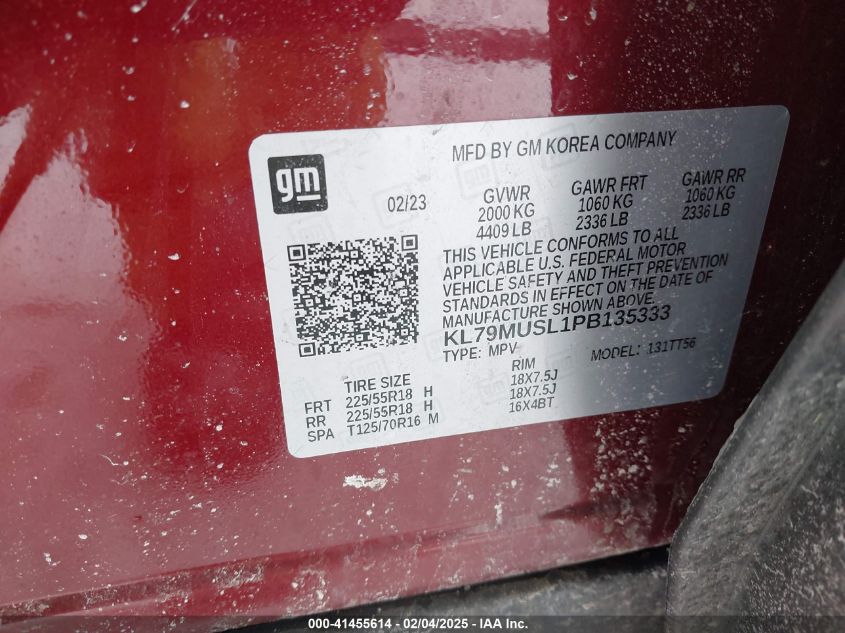 gm
MFD BY GM KOREA COMPANY
02/23
GVWR
2000 KG
4409 LB
GAWR FRT
1060 KG
2336 LB
GAWR RR
1060 KG
2336 LB
THIS VEHICLE CONFORMS TO ALL
APPLICABLE U.S. FEDERAL MOTOR
VEHICLE SAFETY AND THEFT PREVENTION
STANDARDS IN EFFECT ON THE DATE OF
MANUFACTURE SHOWN ABOVE.
KL79MUSL1PB135333
TYPE: MPV MODEL: 131TT56
TIRE SIZE RIM
FRT 225/55R18 H 18X7.5J
RR 225/55R18 H 18X7.5J
SPA T125/70R16 M 16X4BT
000-41455614 - 02/04/2025 - IAA Inc.